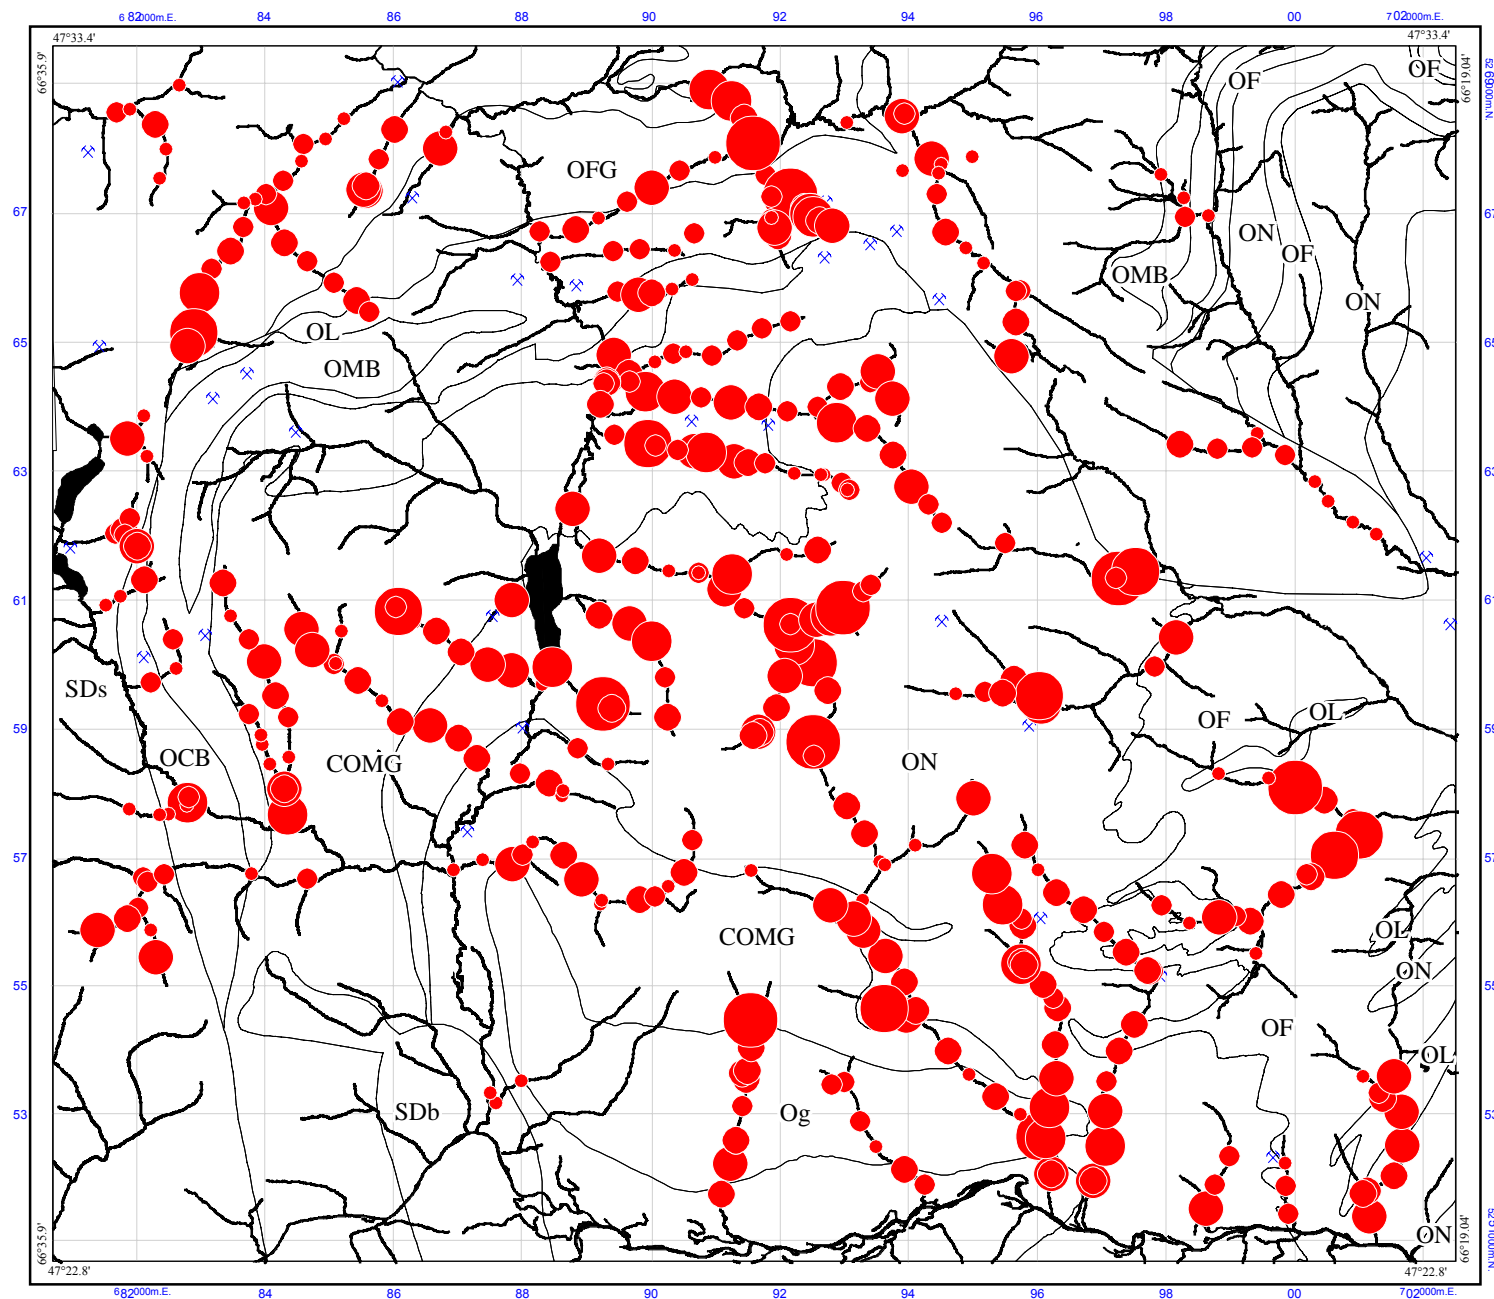 6 82000m.E. 84 86 88 90 92 94 96 98 00 7 02000m.E.
47°33.4' 47°33.4'
66°35.9' 66°19.04'
OF OF
OFG
67
ON OF
OMB
ON
OL
65
OMB
63
61
SDs
OF OL
59
OCB COMG ON
57
COMG OL
ON
55
OF
OL
53
SDb Og
ON
66°35.9' 66°19.04'
47°22.8' 47°22.8'
6 82000m.E. 84 86 88 90 92 94 96 98 00 7 02000m.E.